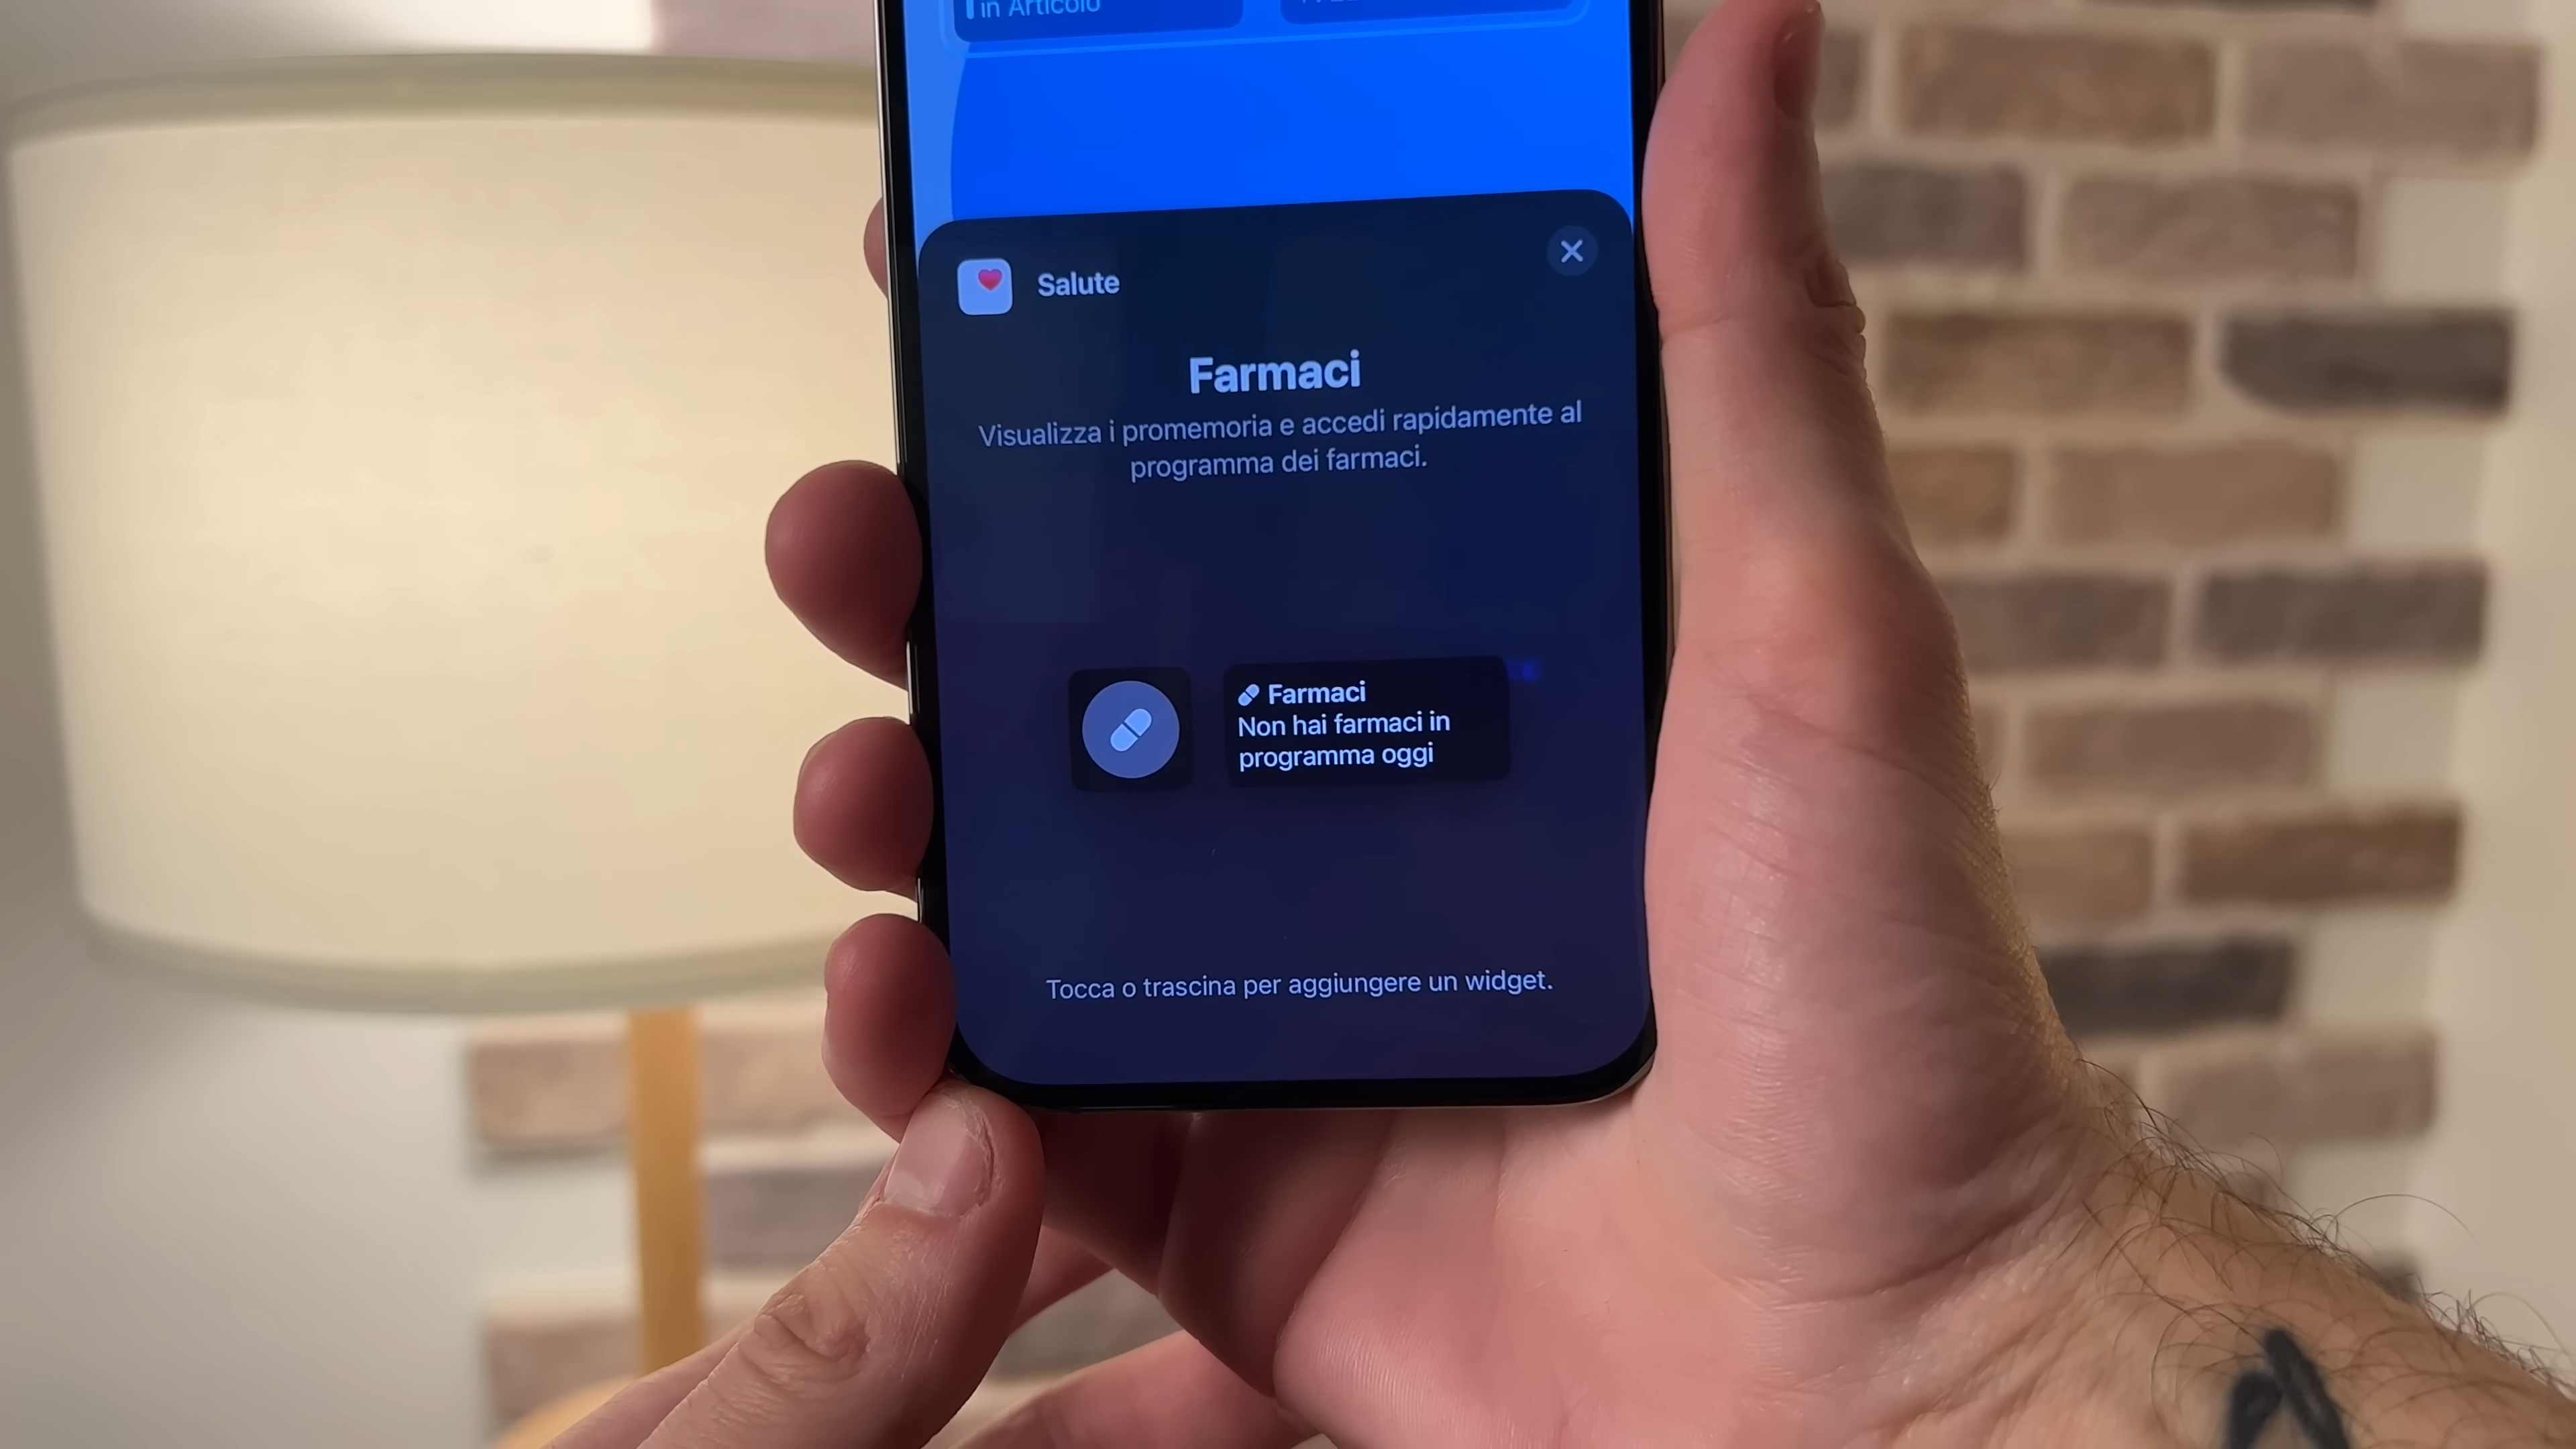 in Articolo
Salute
Farmaci
Visualizza i promemoria e accedi rapidamente al
programma dei farmaci.
Farmaci
Non hai farmaci in
programma oggi
Tocca o trascina per aggiungere un widget.